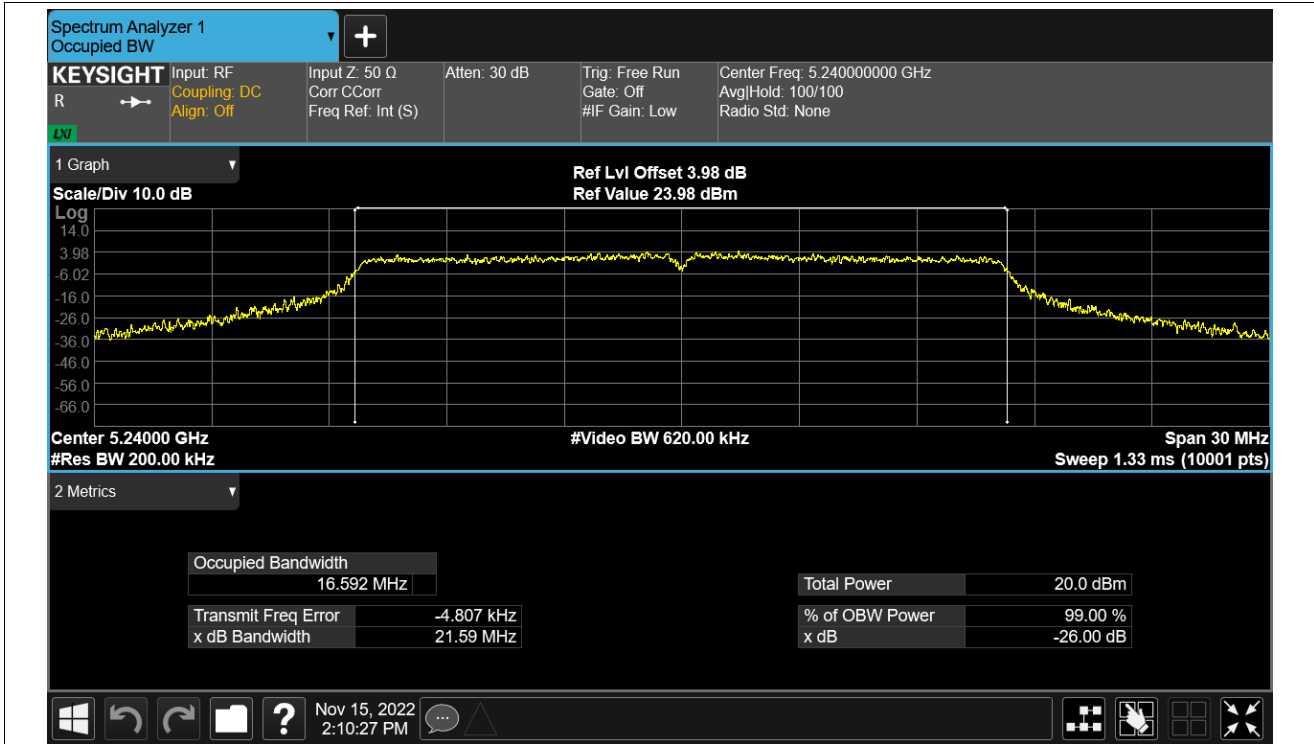 Spectrum Analyzer 1
Occupied BW
KEYSIGHT
R
LXI
Input: RF
Coupling: DC
Align: Off
Input Z: 50 Ω
Corr CCorr
Freq Ref: Int (S)
Atten: 30 dB
Trig: Free Run
Gate: Off
#IF Gain: Low
Center Freq: 5.240000000 GHz
Avg|Hold: 100/100
Radio Std: None
1 Graph
Scale/Div 10.0 dB
Ref Lvl Offset 3.98 dB
Ref Value 23.98 dBm
Log
14.0
3.98
-6.02
-16.0
-26.0
-36.0
-46.0
-56.0
-66.0
Center 5.24000 GHz
#Res BW 200.00 kHz
#Video BW 620.00 kHz
Span 30 MHz
Sweep 1.33 ms (10001 pts)
2 Metrics
Occupied Bandwidth
16.592 MHz
Transmit Freq Error -4.807 kHz
x dB Bandwidth 21.59 MHz
Total Power 20.0 dBm
% of OBW Power 99.00 %
x dB -26.00 dB
?
Nov 15, 2022
2:10:27 PM